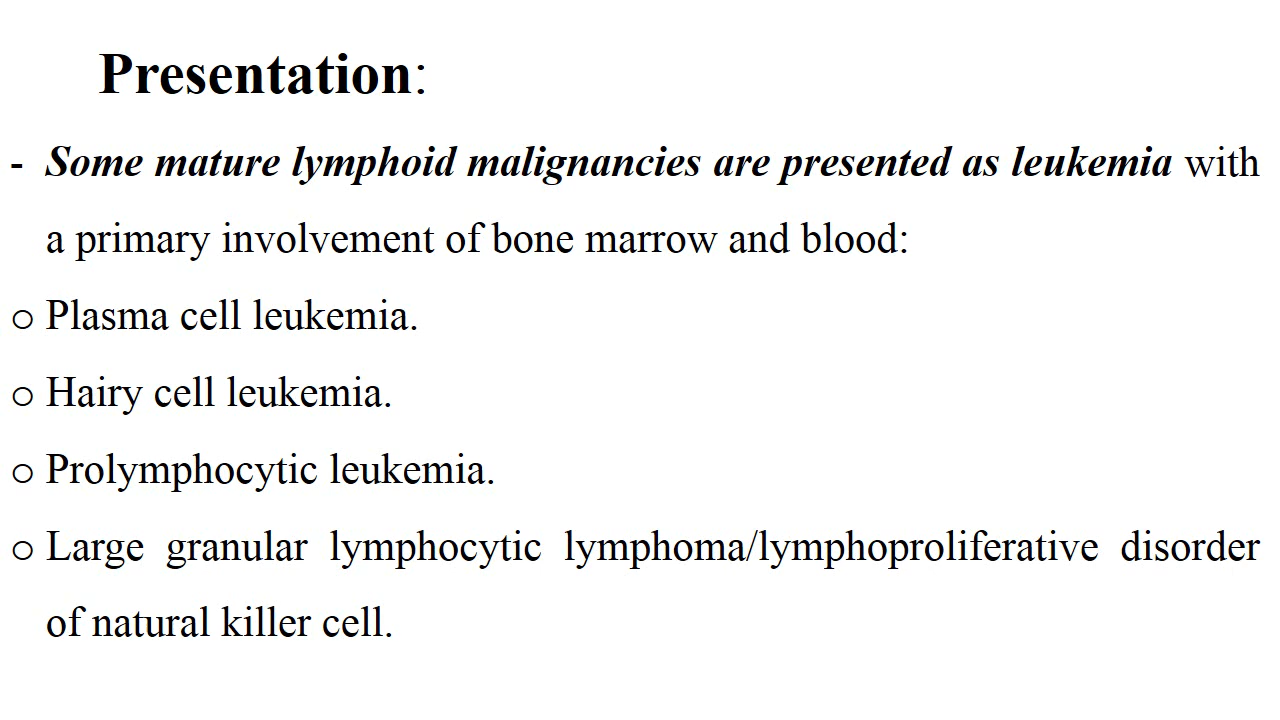 Presentation:
- Some mature lymphoid malignancies are presented as leukemia with
a primary involvement of bone marrow and blood:
o Plasma cell leukemia.
o Hairy cell leukemia.
o Prolymphocytic leukemia.
o Large granular lymphocytic lymphoma/lymphoproliferative disorder
of natural killer cell.